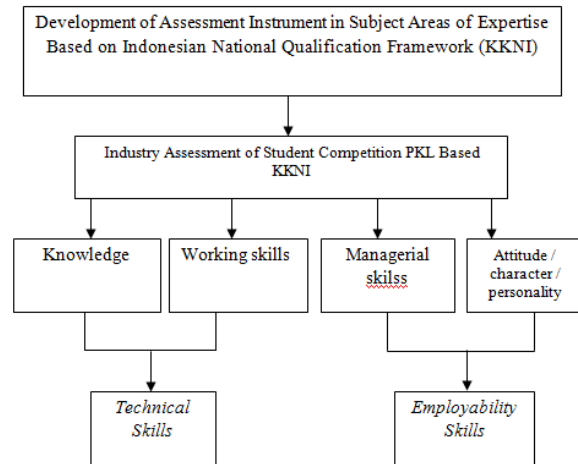 Development of Assessment Instrument in Subject Areas of Expertise
Based on Indonesian National Qualification Framework (KKNI)
Industry Assessment of Student Competition PKL Based
KKNI
Knowledge
Working skills
Managerial
skilss
Attitude /
character /
personality
Technical
Skills
Employability
Skills